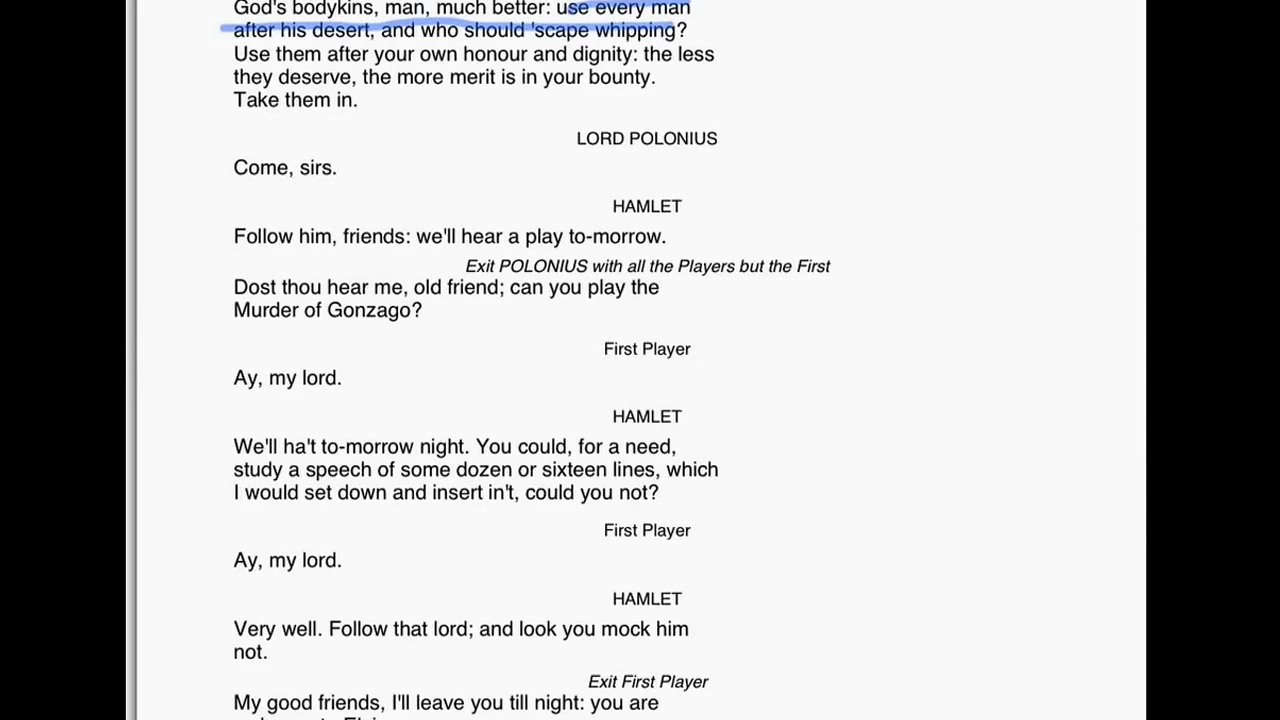 God's bodykins, man, much better: use every man
after his desert, and who should 'scape whipping?
Use them after your own honour and dignity: the less
they deserve, the more merit is in your bounty.
Take them in.
LORD POLONIUS
Come, sirs.
HAMLET
Follow him, friends: we'll hear a play to-morrow.
Exit POLONIUS with all the Players but the First
Dost thou hear me, old friend; can you play the
Murder of Gonzago?
First Player
Ay, my lord.
HAMLET
We'll ha't to-morrow night. You could, for a need,
study a speech of some dozen or sixteen lines, which
I would set down and insert in't, could you not?
First Player
Ay, my lord.
HAMLET
Very well. Follow that lord; and look you mock him
not.
Exit First Player
My good friends, I'll leave you till night: you are